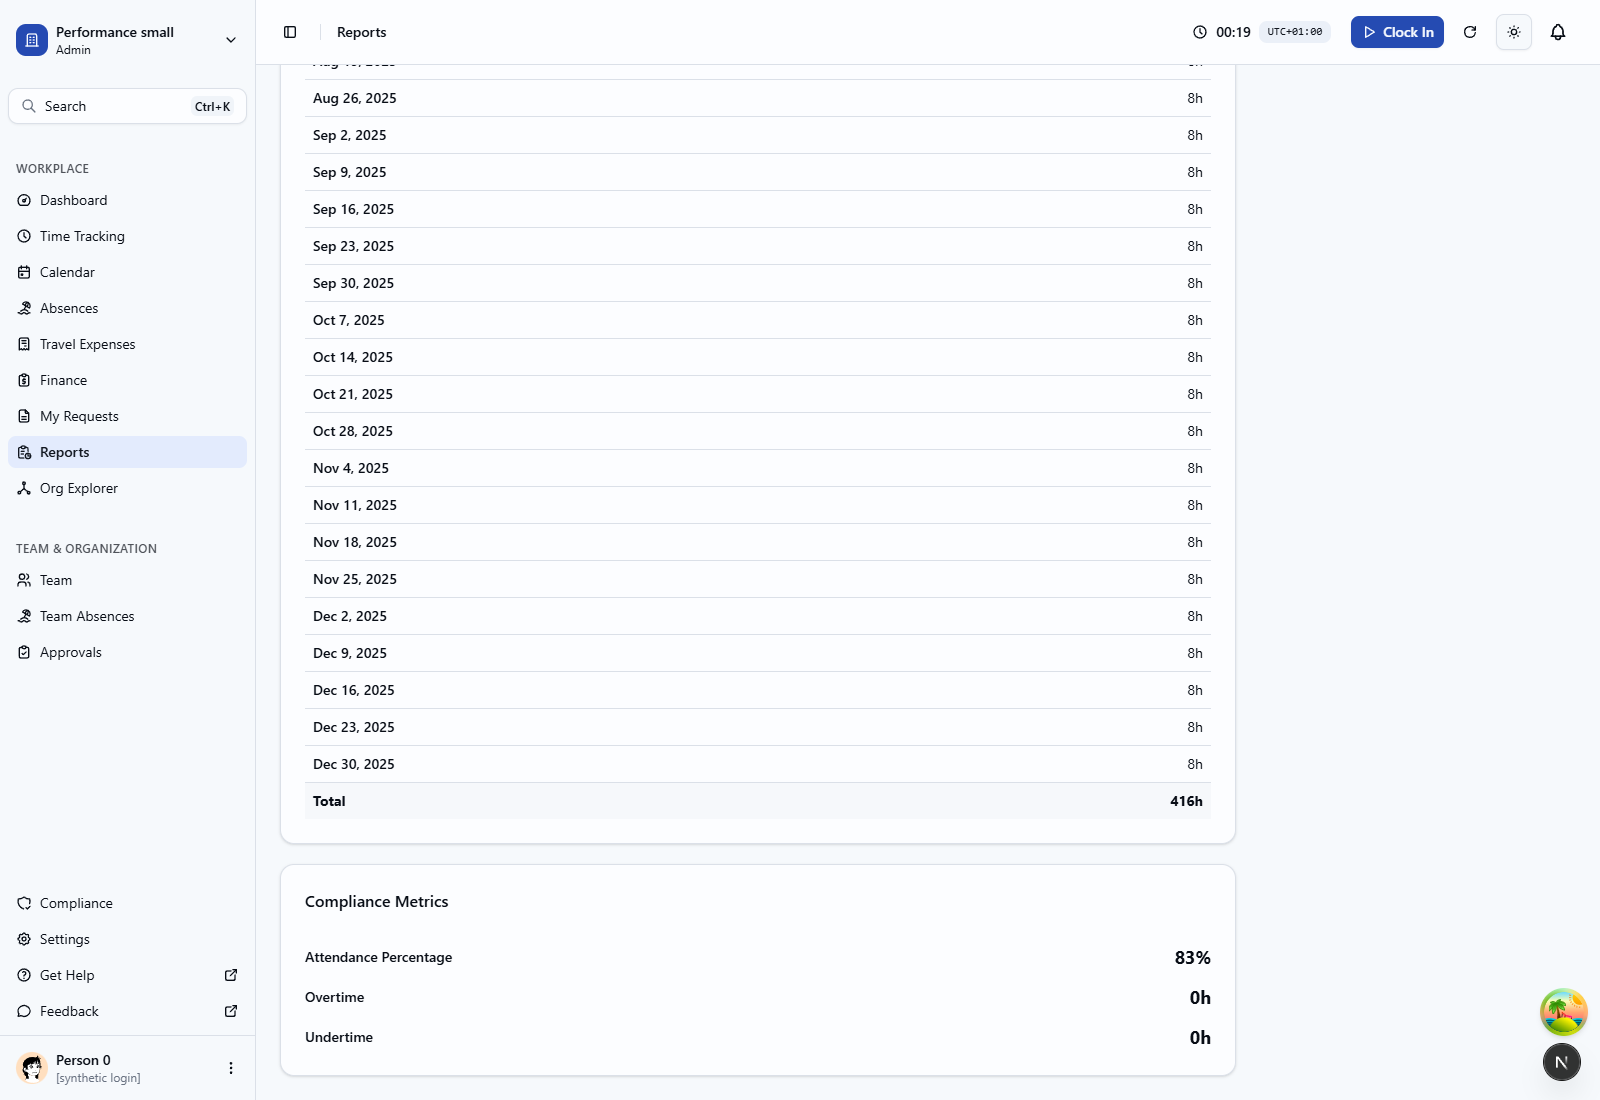 Performance small
Admin
Search
Ctrl+K
WORKPLACE
Dashboard
Time Tracking
Calendar
Absences
Travel Expenses
Finance
My Requests
Reports
Org Explorer
TEAM & ORGANIZATION
Team
Team Absences
Approvals
Compliance
Settings
Get Help
Feedback
Person 0
[synthetic login]
Reports
00:19
UTC+01:00
Clock In
Aug 26, 2025 8h
Sep 2, 2025 8h
Sep 9, 2025 8h
Sep 16, 2025 8h
Sep 23, 2025 8h
Sep 30, 2025 8h
Oct 7, 2025 8h
Oct 14, 2025 8h
Oct 21, 2025 8h
Oct 28, 2025 8h
Nov 4, 2025 8h
Nov 11, 2025 8h
Nov 18, 2025 8h
Nov 25, 2025 8h
Dec 2, 2025 8h
Dec 9, 2025 8h
Dec 16, 2025 8h
Dec 23, 2025 8h
Dec 30, 2025 8h
Total 416h
Compliance Metrics
Attendance Percentage 83%
Overtime 0h
Undertime 0h
N